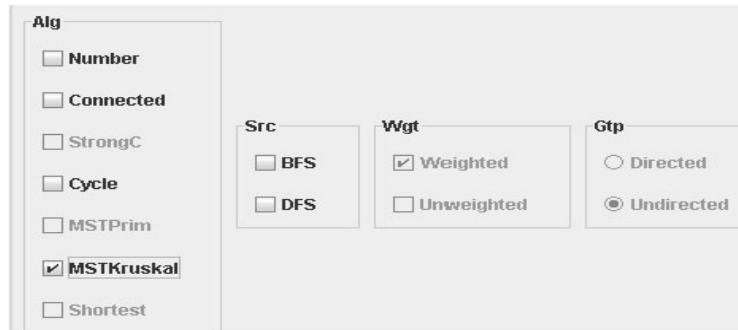 Alg
Number
Connected
StrongC
Cycle
MSTPrim
MSTKruskal
Shortest
Src
BFS
DFS
Wgt
Weighted
Unweighted
Gtp
Directed
Undirected